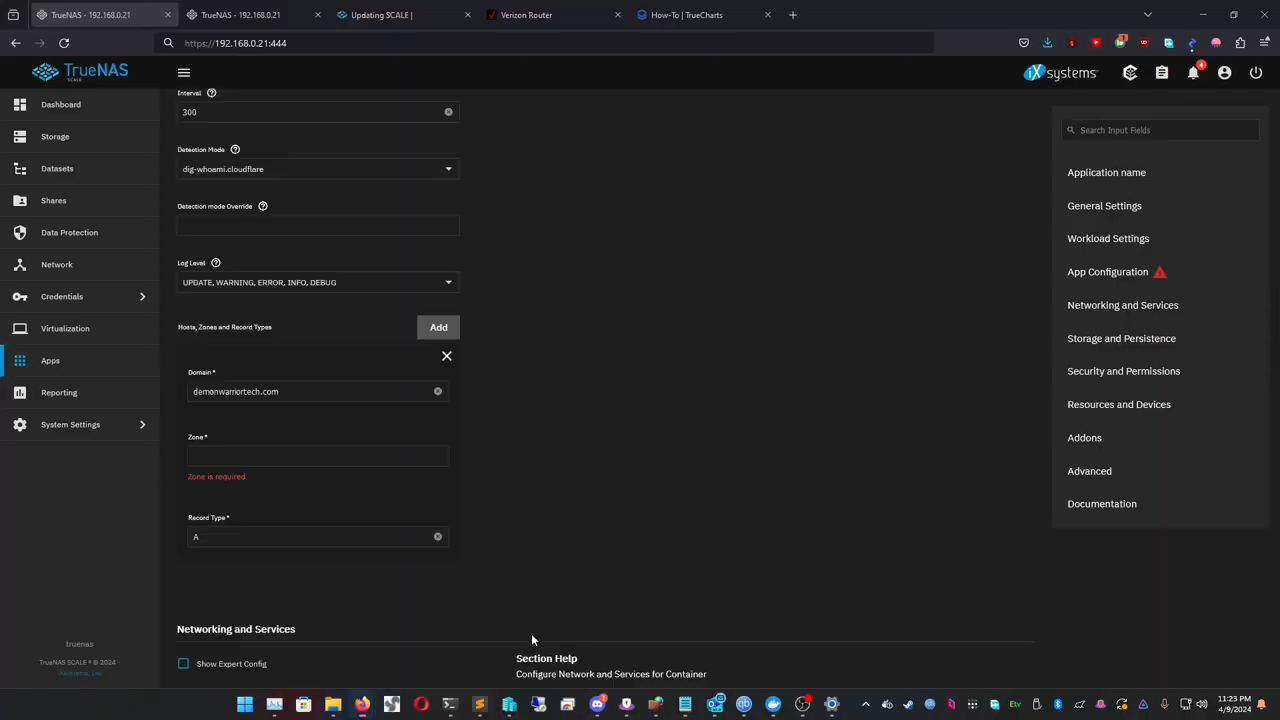 TrueNAS - 192.168.0.21
TrueNAS - 192.168.0.21
Updating SCALE |
Verizon Router
How-To | TrueCharts
https://192.168.0.21:444
TrueNAS
SCALE
iX systems
4
Dashboard
Storage
Datasets
Shares
Data Protection
Network
Credentials
Virtualization
Apps
Reporting
System Settings
truenas
TrueNAS SCALE ® © 2024
iXsystems, Inc
Interval
300
Detection Mode
dig-whoami.cloudflare
Detection mode Override
Log Level
UPDATE, WARNING, ERROR, INFO, DEBUG
Hosts, Zones and Record Types
Add
Domain *
demonwarriortech.com
Zone *
Zone is required
Record Type *
A
Networking and Services
Show Expert Config
Section Help
Configure Network and Services for Container
Search Input Fields
Application name
General Settings
Workload Settings
App Configuration
Networking and Services
Storage and Persistence
Security and Permissions
Resources and Devices
Addons
Advanced
Documentation
11:23 PM
4/9/2024